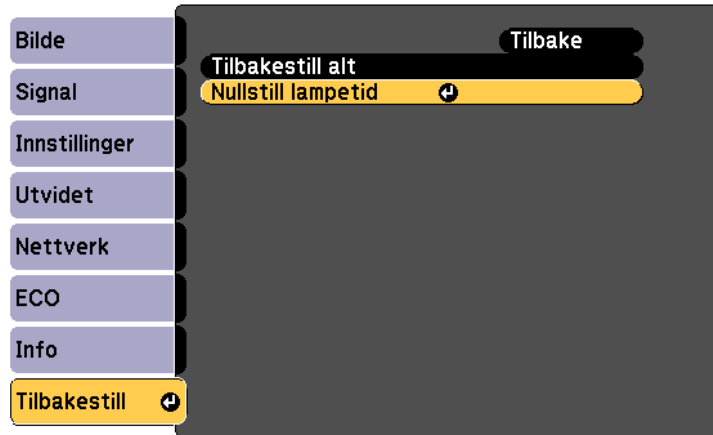 Bilde
Signal
Innstillinger
Utvidet
Nettverk
ECO
Info
Tilbakestill
Tilbake
Tilbakestill alt
Nullstill lampetid